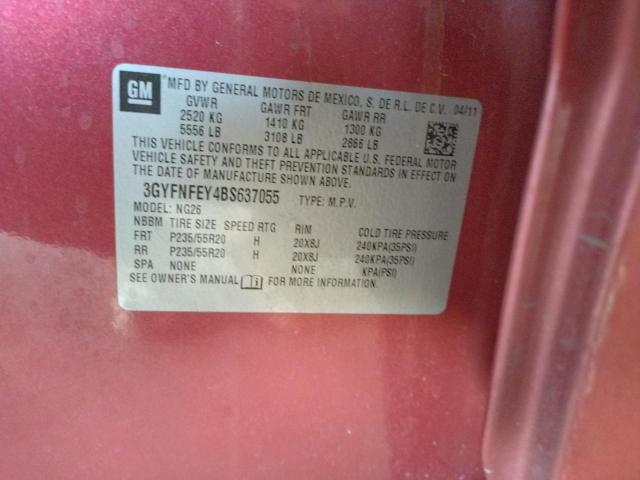 GM
®MFD BY GENERAL MOTORS DE MEXICO, S. DE R.L. DE C.V. 04/11
GVWR GAWR FRT GAWR RR
2520 KG 1410 KG 1300 KG
5556 LB 3108 LB 2866 LB
THIS VEHICLE CONFORMS TO ALL APPLICABLE U.S. FEDERAL MOTOR
VEHICLE SAFETY AND THEFT PREVENTION STANDARDS IN EFFECT ON
THE DATE OF MANUFACTURE SHOWN ABOVE.
3GYFNFEY4BS637055 TYPE: M.P.V.
MODEL: NG26
NBBM TIRE SIZE SPEED RTG RIM COLD TIRE PRESSURE
FRT P235/55R20 H 20X8J 240KPA(35PSI)
RR P235/55R20 H 20X8J 240KPA(35PSI)
SPA NONE NONE KPA(PSI)
SEE OWNER'S MANUAL i FOR MORE INFORMATION.